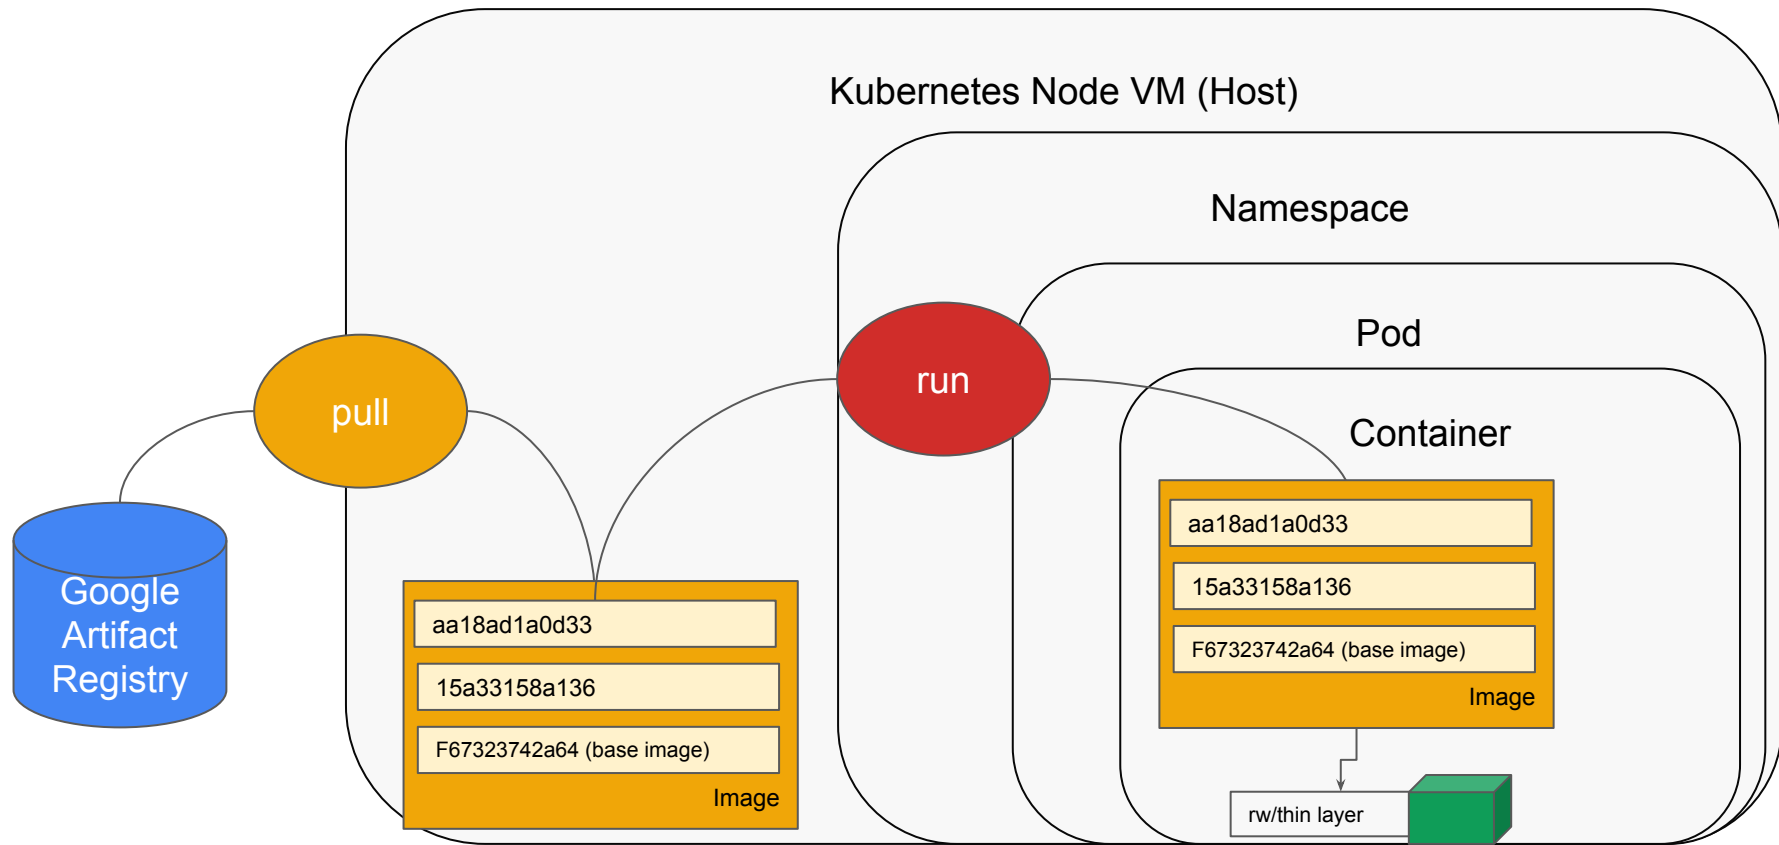 Kubernetes Node VM (Host)
Namespace
Pod
Container
pull
run
Google
Artifact
Registry
aa18ad1a0d33
15a33158a136
F67323742a64 (base image)
Image
aa18ad1a0d33
15a33158a136
F67323742a64 (base image)
Image
rw/thin layer